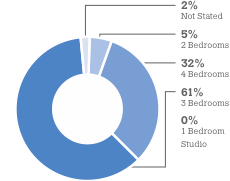 2%
Not Stated
5%
2 Bedrooms
32%
4 Bedrooms
61%
3 Bedrooms
0%
1 Bedroom
Studio